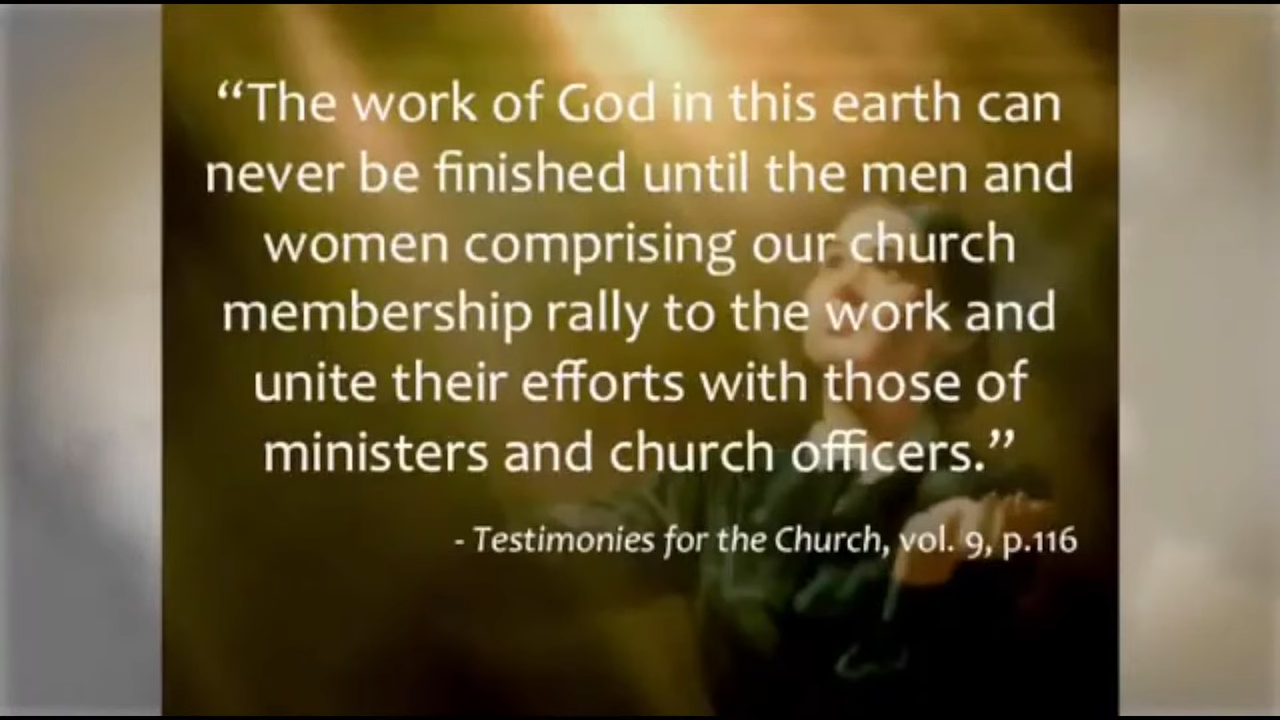 “The work of God in this earth can
never be finished until the men and
women comprising our church
membership rally to the work and
unite their efforts with those of
ministers and church officers.”
- Testimonies for the Church, vol. 9, p.116